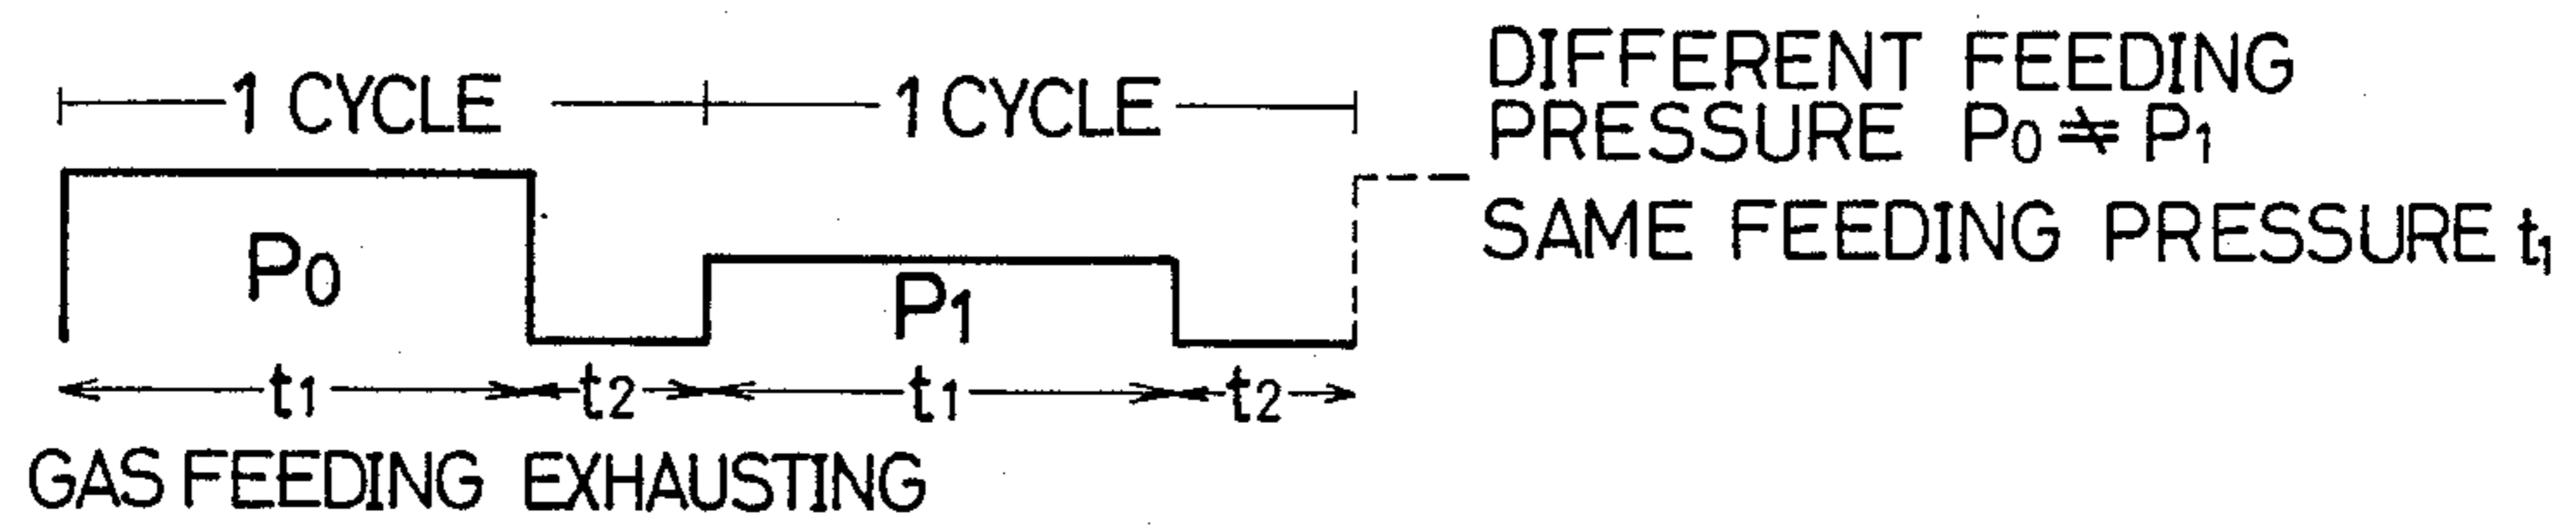 1 CYCLE 1 CYCLE
DIFFERENT FEEDING
PRESSURE P0 ≠ P1
SAME FEEDING PRESSURE t1
P0 P1
t1 t2 t1 t2
GAS FEEDING EXHAUSTING